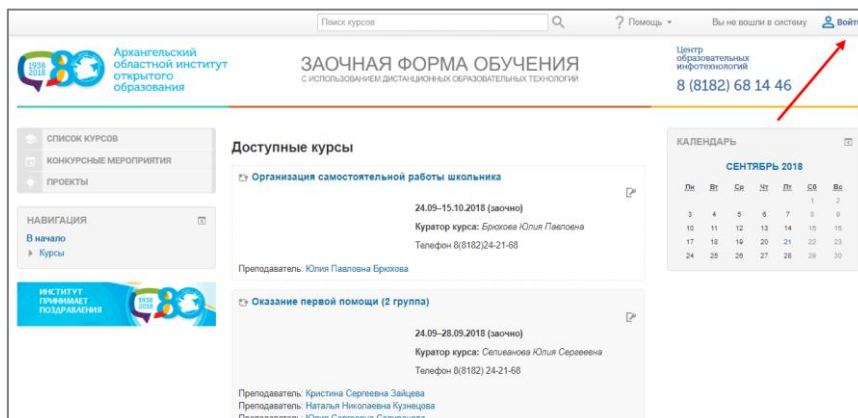 Поиск курсов
Помощь
Вы не вошли в систему
Войти
1938
2018
80
Архангельский
областной институт
открытого
образования
ЗАОЧНАЯ ФОРМА ОБУЧЕНИЯ
С ИСПОЛЬЗОВАНИЕМ ДИСТАНЦИОННЫХ ОБРАЗОВАТЕЛЬНЫХ ТЕХНОЛОГИЙ
Центр
образовательных
инфотехнологий
8 (8182) 68 14 46
СПИСОК КУРСОВ
КОНКУРСНЫЕ МЕРОПРИЯТИЯ
ПРОЕКТЫ
НАВИГАЦИЯ
В начало
Курсы
ИНСТИТУТ
ПРИНИМАЕТ
ПОЗДРАВЛЕНИЯ
1938
2018
80
Доступные курсы
Организация самостоятельной работы школьника
24.09–15.10.2018 (заочно)
Куратор курса: Брюхова Юлия Павловна
Телефон 8(8182)24-21-68
Преподаватель: Юлия Павловна Брюхова
Оказание первой помощи (2 группа)
24.09–28.09.2018 (заочно)
Куратор курса: Селиванова Юлия Сергеевна
Телефон 8(8182) 24-21-68
Преподаватель: Кристина Сергеевна Зайцева
Преподаватель: Наталья Николаевна Кузнецова
Преподаватель: Юлия Сергеевна Селиванова
КАЛЕНДАРЬ
СЕНТЯБРЬ 2018
Пн Вт Ср Чт Пт Сб Вс
1 2
3 4 5 6 7 8 9
10 11 12 13 14 15 16
17 18 19 20 21 22 23
24 25 26 27 28 29 30